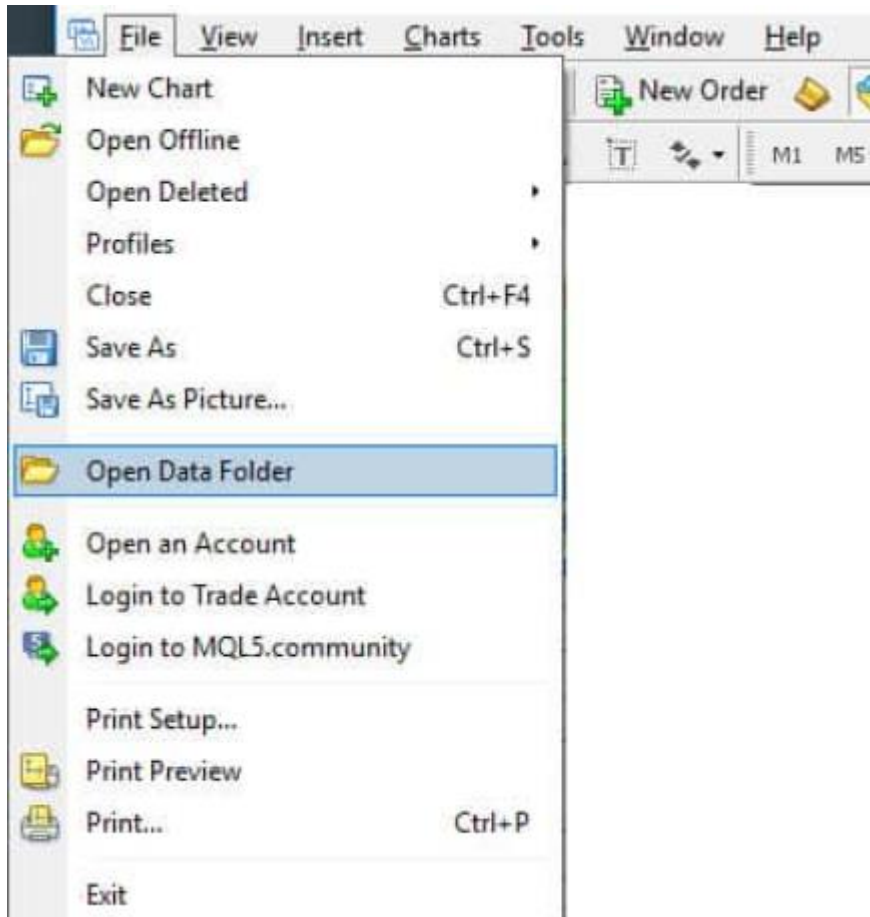 File View Insert Charts Tools Window Help
New Chart
New Order
Open Offline
T M1 M5
Open Deleted
Profiles
Close Ctrl+F4
Save As Ctrl+S
Save As Picture...
Open Data Folder
Open an Account
Login to Trade Account
Login to MQL5.community
Print Setup...
Print Preview
Print... Ctrl+P
Exit